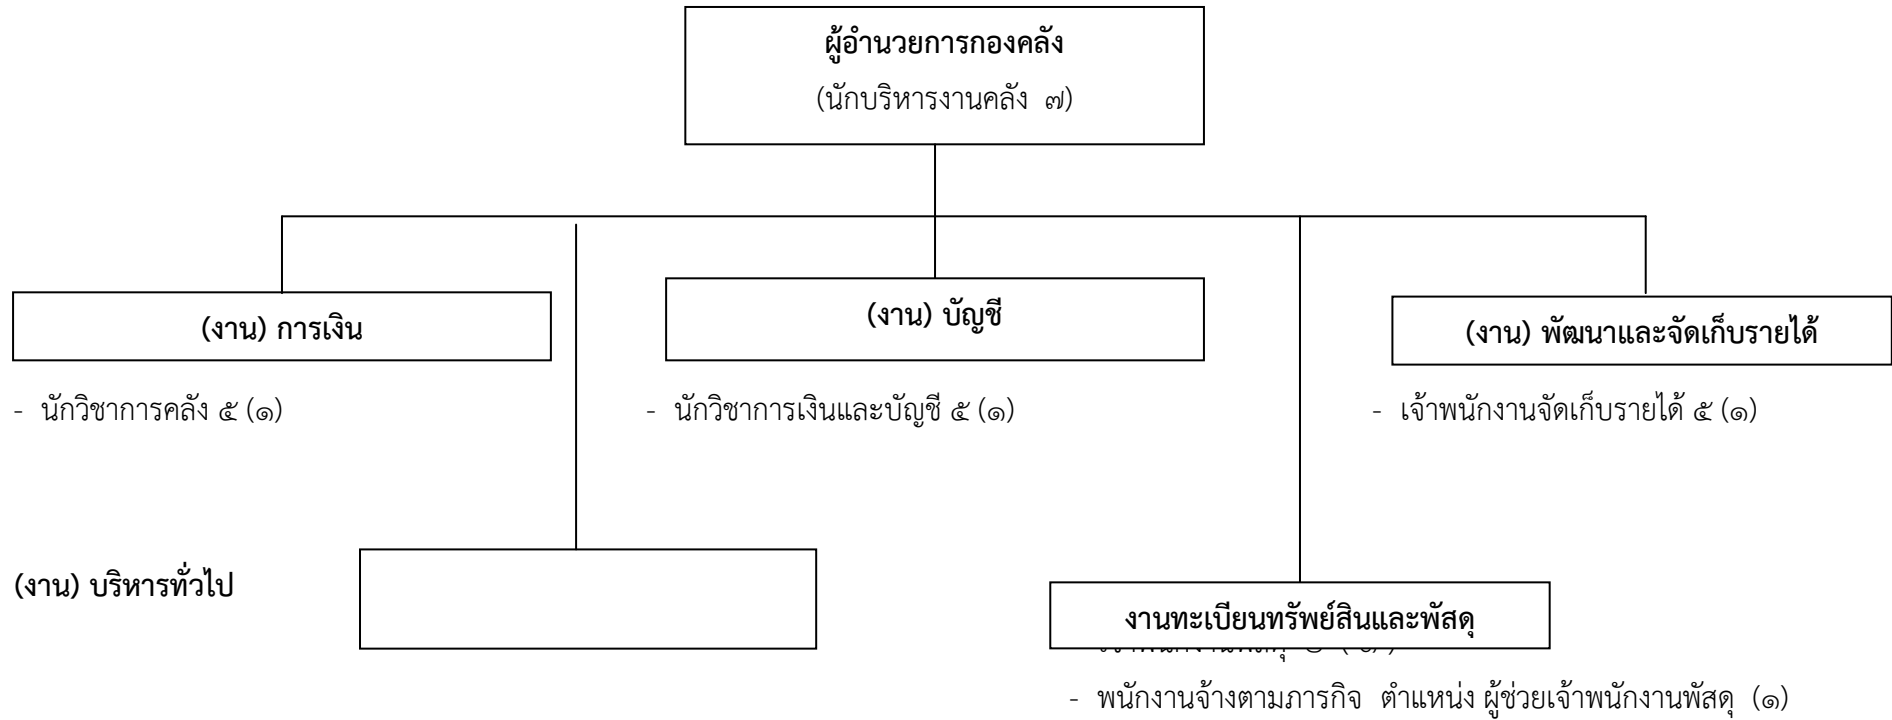 ผู้อำนวยการกองคลัง
(นักบริหารงานคลัง ๗)
(งาน) การเงิน
(งาน) บัญชี
(งาน) พัฒนาและจัดเก็บรายได้
- นักวิชาการคลัง ๕ (๑)
- นักวิชาการเงินและบัญชี ๕ (๑)
- เจ้าพนักงานจัดเก็บรายได้ ๕ (๑)
(งาน) บริหารทั่วไป
งานทะเบียนทรัพย์สินและพัสดุ
- พนักงานจ้างตามภารกิจ ตำแหน่ง ผู้ช่วยเจ้าพนักงานพัสดุ (๑)